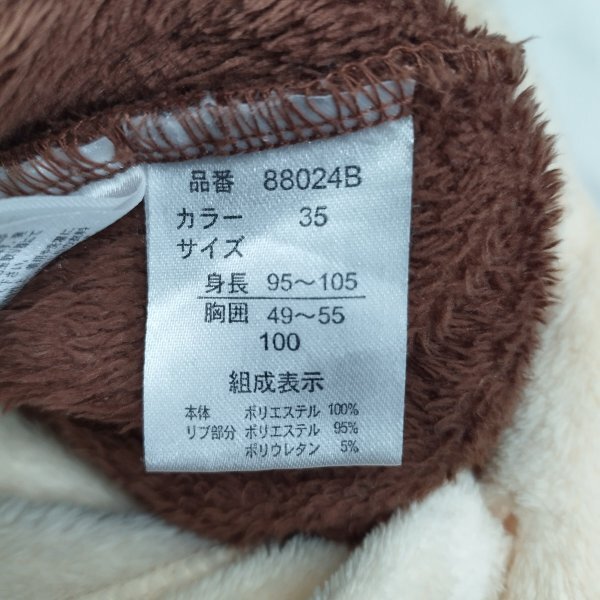 品番 88024B
カラー 35
サイズ
身長 95～105
胸囲 49～55
100
組成表示
本体 ポリエステル 100%
リブ部分 ポリエステル 95%
ポリウレタン 5%